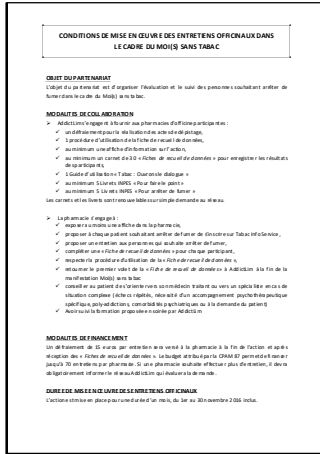 CONDITIONS DE MISE EN ŒUVRE DES ENTRETIENS OFFICINAUX DANS
LE CADRE DU MOI(S) SANS TABAC
OBJET DU PARTENARIAT
L'objet du partenariat est d'organiser l'évaluation et le suivi des personnes souhaitant arrêter de
fumer dans le cadre du Moi(s) sans tabac.
MODALITES DE COLLABORATION
➢ AddictLim s'engage à fournir aux pharmacies d'officine participantes :
✓ un défraiement pour la réalisation des actes de dépistage,
✓ 1 procédure d'utilisation de la fiche de recueil de données,
✓ au minimum une affiche d'information sur l'action,
✓ au minimum un carnet de 30 « Fiches de recueil de données » pour enregistrer les résultats
des participants,
✓ 1 Guide d'utilisation « Tabac : Ouvrons le dialogue »
✓ au minimum 5 Livrets INPES « Pour faire le point »
✓ au minimum 5 Livrets INPES « Pour arrêter de fumer »
Les carnets et les livrets sont renouvelables sur simple demande au réseau.
➢ La pharmacie s'engage à :
✓ exposer au moins une affiche dans la pharmacie,
✓ proposer à chaque patient souhaitant arrêter de fumer de s'inscrire sur Tabac Info Service,
✓ proposer un entretien aux personnes qui souhaite arrêter de fumer,
✓ compléter une « Fiche de recueil de données » pour chaque participant,
✓ respecter la procédure d'utilisation de la « Fiche de recueil de données »,
✓ retourner le premier volet de la « Fiche de recueil de données » à AddictLim à la fin de la
manifestation Moi(s) sans tabac
✓ conseiller au patient de s'orienter vers son médecin traitant ou vers un spécialiste en cas de
situation complexe (échecs répétés, nécessité d'un accompagnement psychothérapeutique
spécifique, poly-addictions, comorbidités psychiatriques ou à la demande du patient)
✓ Avoir suivi la formation proposée en soirée par AddictLim
MODALITES DE FINANCEMENT
Un défraiement de 15 euros par entretien sera versé à la pharmacie à la fin de l'action et après
réception des « Fiches de recueil de données ». Le budget attribué par la CPAM 87 permet de financer
jusqu'à 70 entretiens par pharmacie. Si une pharmacie souhaite effectuer plus d'entretien, il devra
obligatoirement informer le réseau AddictLim qui évaluera la demande.
DUREE DE MISE EN ŒUVRE DES ENTRETIENS OFFICINAUX
L'action est mise en place pour une durée d'un mois, du 1er au 30 novembre 2016 inclus.